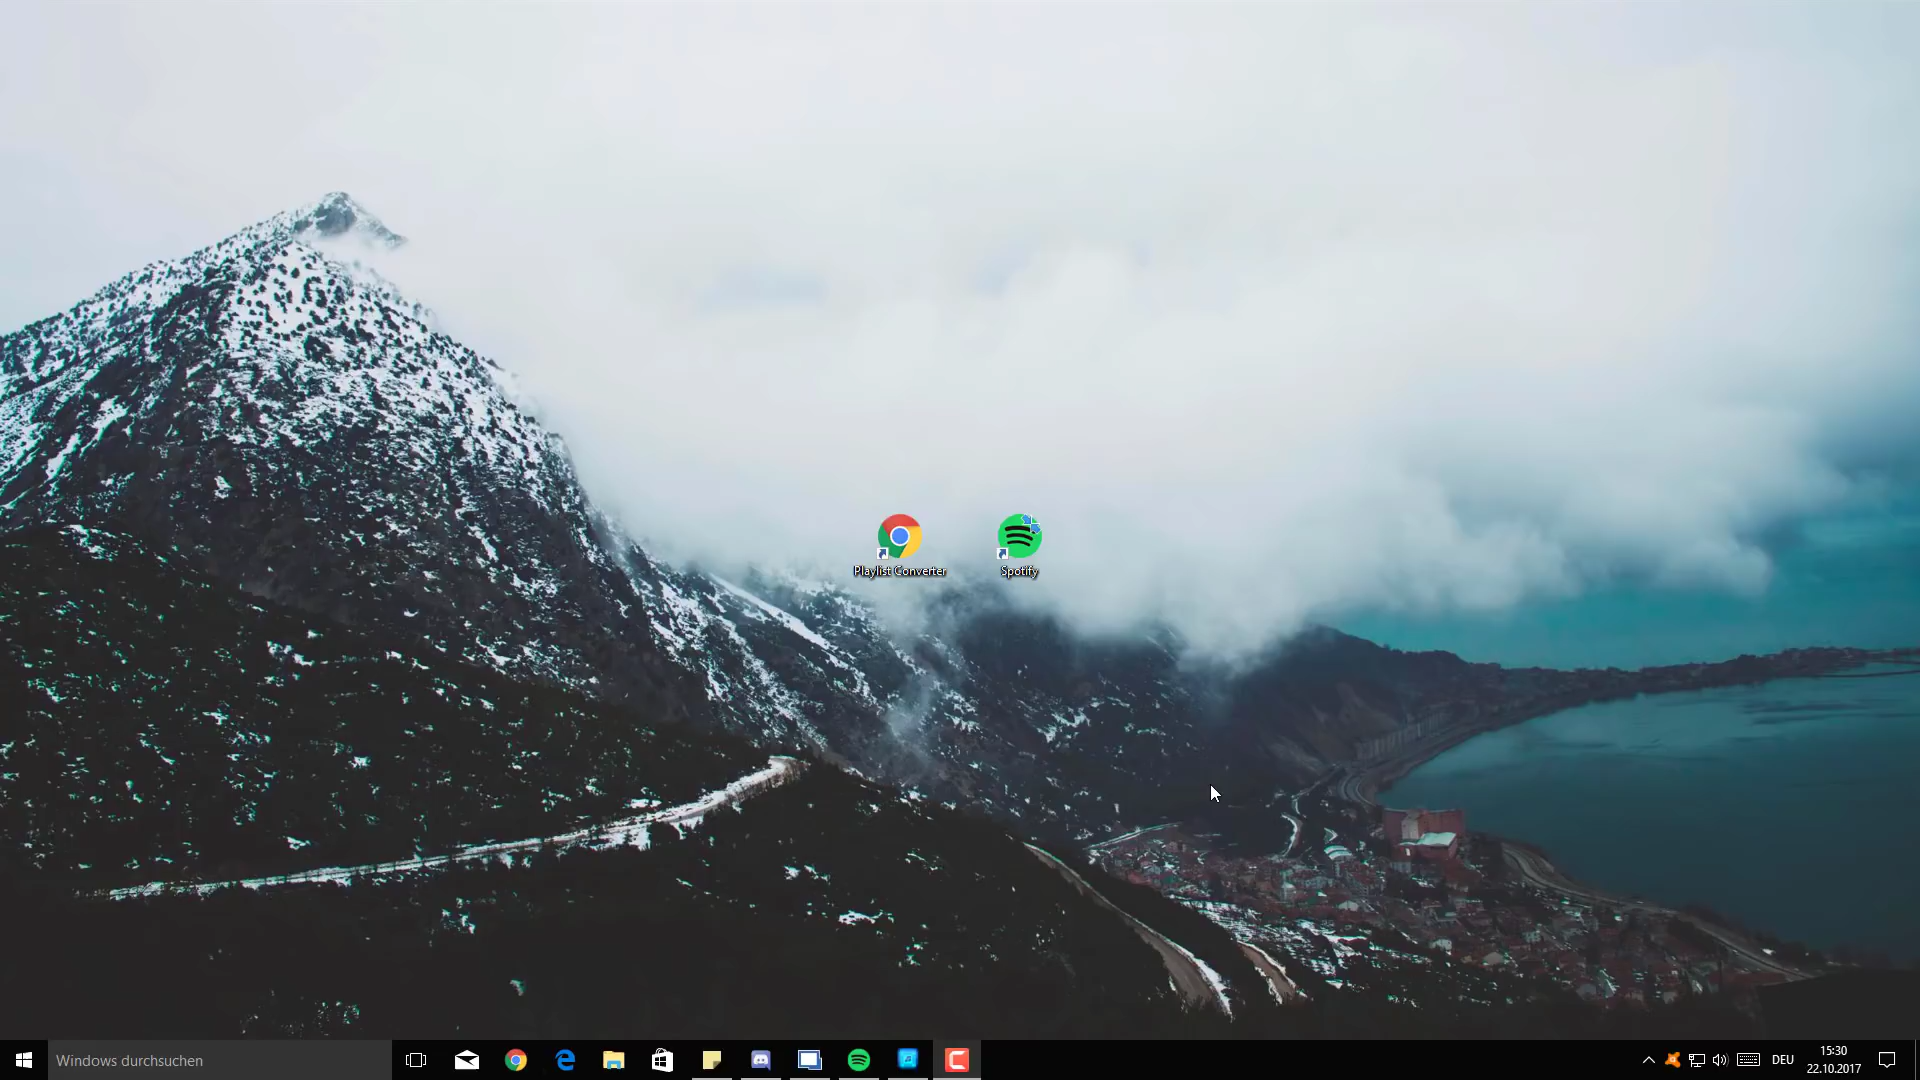 Playlist Converter
Spotify
Windows durchsuchen
DEU
15:30
22.10.2017